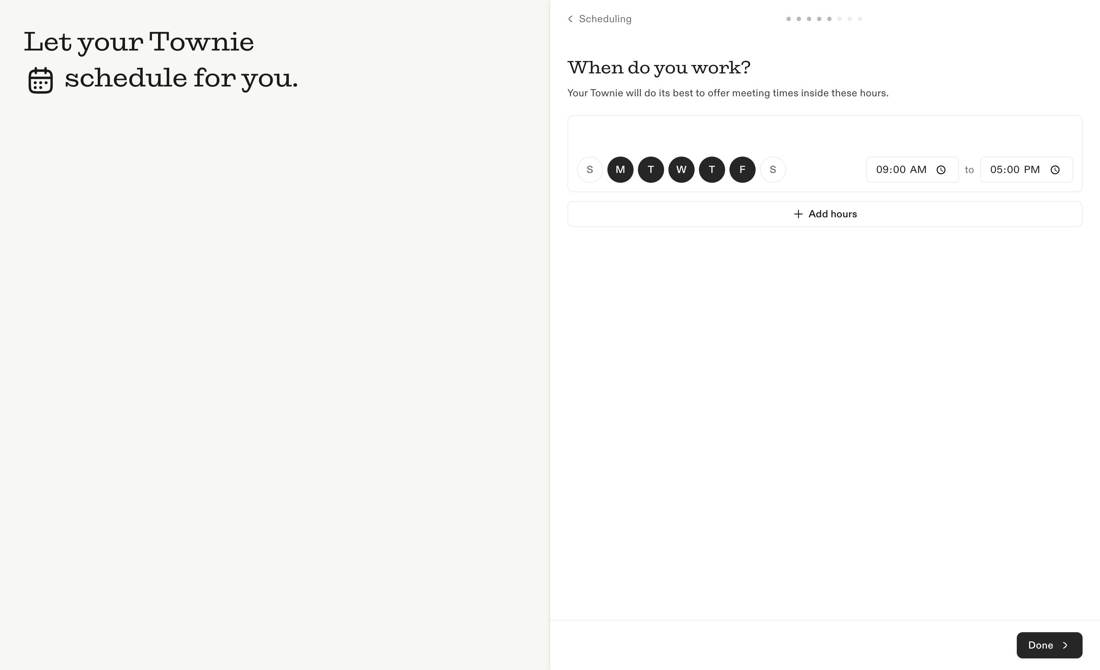 Let your Townie
schedule for you.
Scheduling
When do you work?
Your Townie will do its best to offer meeting times inside these hours.
S M T W T F S 09:00 AM to 05:00 PM
Add hours
Done